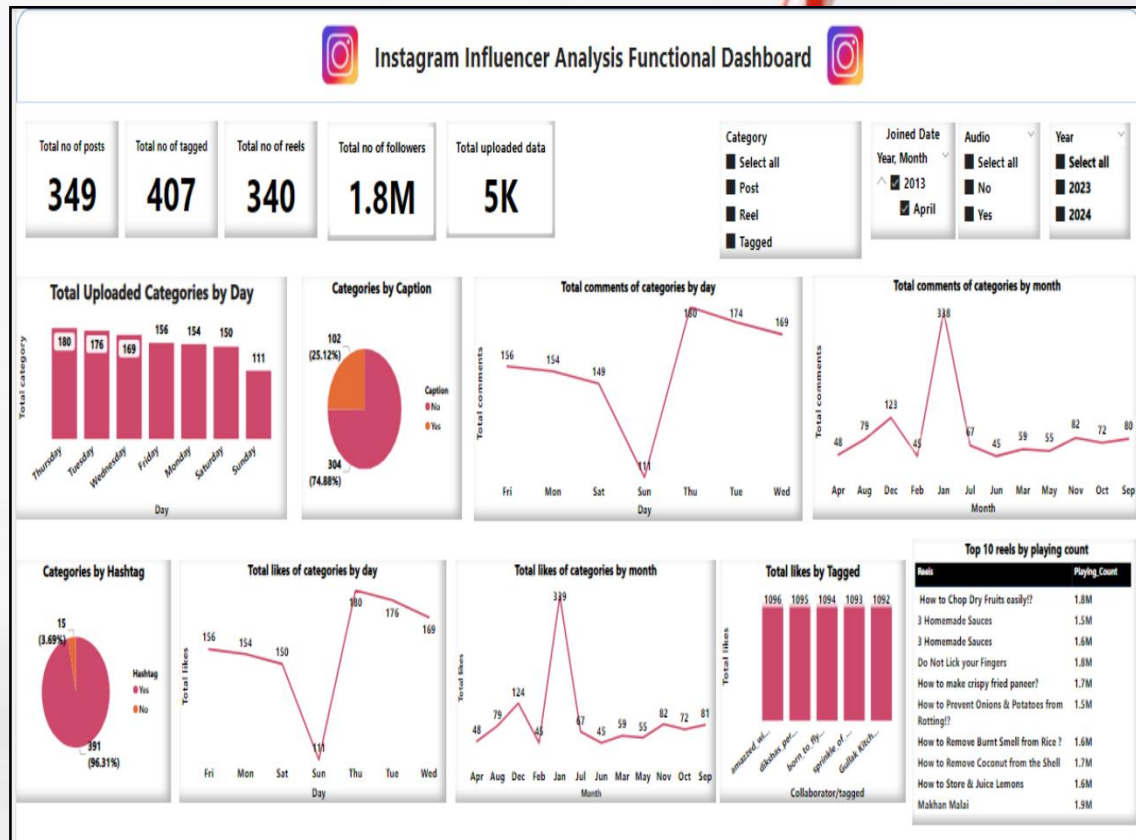 Instagram Influencer Analysis Functional Dashboard
Total no of posts
349
Total no of tagged
407
Total no of reels
340
Total no of followers
1.8M
Total uploaded data
5K
Category
Select all
Post
Reel
Tagged
Joined Date
Year, Month
2013
April
Audio
Select all
No
Yes
Year
Select all
2023
2024
Total Uploaded Categories by Day
Total category
180
176
169
156
154
150
111
Thursday
Tuesday
Wednesday
Friday
Monday
Saturday
Sunday
Day
Categories by Caption
102
(25.12%)
304
(74.88%)
Caption
No
Yes
Total comments of categories by day
Total comments
156
154
149
111
180
174
169
Fri
Mon
Sat
Sun
Thu
Tue
Wed
Day
Total comments of categories by month
Total comments
48
79
123
45
338
67
45
59
55
82
72
80
Apr
Aug
Dec
Feb
Jan
Jul
Jun
Mar
May
Nov
Oct
Sep
Month
Categories by Hashtag
15
(3.69%)
391
(96.31%)
Hashtag
Yes
No
Total likes of categories by day
Total likes
156
154
150
111
180
176
169
Fri
Mon
Sat
Sun
Thu
Tue
Wed
Day
Total likes of categories by month
Total likes
48
79
124
45
339
67
45
59
55
82
72
81
Apr
Aug
Dec
Feb
Jan
Jul
Jun
Mar
May
Nov
Oct
Sep
Month
Total likes by Tagged
Total likes
1096
1095
1094
1093
1092
born_to_fly...
sprinkle_of_...
Gullak Kitch...
Collaborator/tagged
Top 10 reels by playing count
Reels Playing_Count
How to Chop Dry Fruits easily!? 1.8M
3 Homemade Sauces 1.5M
3 Homemade Sauces 1.6M
Do Not Lick your Fingers 1.8M
How to make crispy fried paneer? 1.7M
How to Prevent Onions & Potatoes from 1.5M
Rotting!?
How to Remove Burnt Smell from Rice ? 1.6M
How to Remove Coconut from the Shell 1.7M
How to Store & Juice Lemons 1.6M
Makhan Malai 1.9M